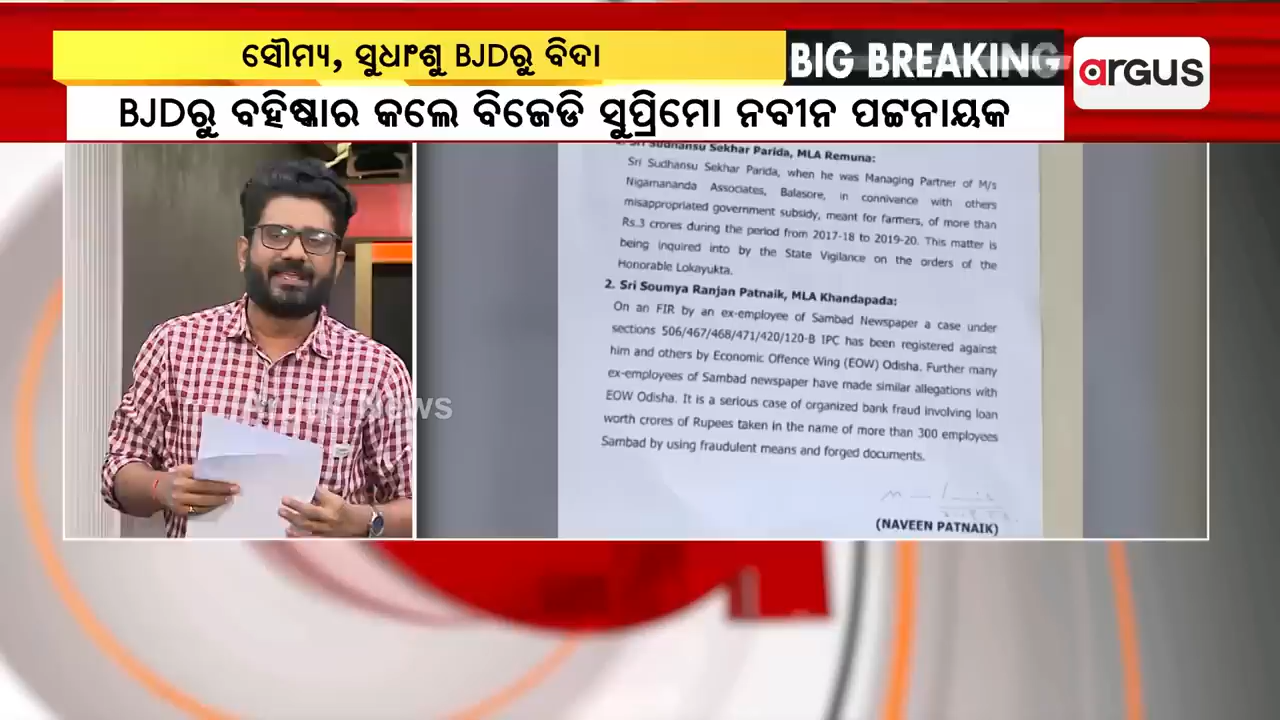 ସୌମ୍ୟ, ସୁଧାଂଶୁ BJDରୁ ବିଦା
BIG BREAKING
argus
BJDରୁ ବହିଷ୍କାର କଲେ ବିଜେଡି ସୁପ୍ରିମୋ ନବୀନ ପଟ୍ଟନାୟକ
Sri Sudhansu Sekhar Parida, MLA Remuna:
Sri Sudhansu Sekhar Parida, when he was Managing Partner of M/s
Nigamananda Associates, Balasore, in connivance with others
misappropriated government subsidy, meant for farmers, of more than
Rs.3 crores during the period from 2017-18 to 2019-20. This matter is
being inquired into by the State Vigilance on the orders of the
Honorable Lokayukta.
2. Sri Soumya Ranjan Patnaik, MLA Khandapada:
On an FIR by an ex-employee of Sambad Newspaper a case under
sections 506/467/468/471/420/120-B IPC has been registered against
him and others by Economic Offence Wing (EOW) Odisha. Further many
ex-employees of Sambad newspaper have made similar allegations with
EOW Odisha. It is a serious case of organized bank fraud involving loan
worth crores of Rupees taken in the name of more than 300 employees
Sambad by using fraudulent means and forged documents.
(NAVEEN PATNAIK)
Argus News